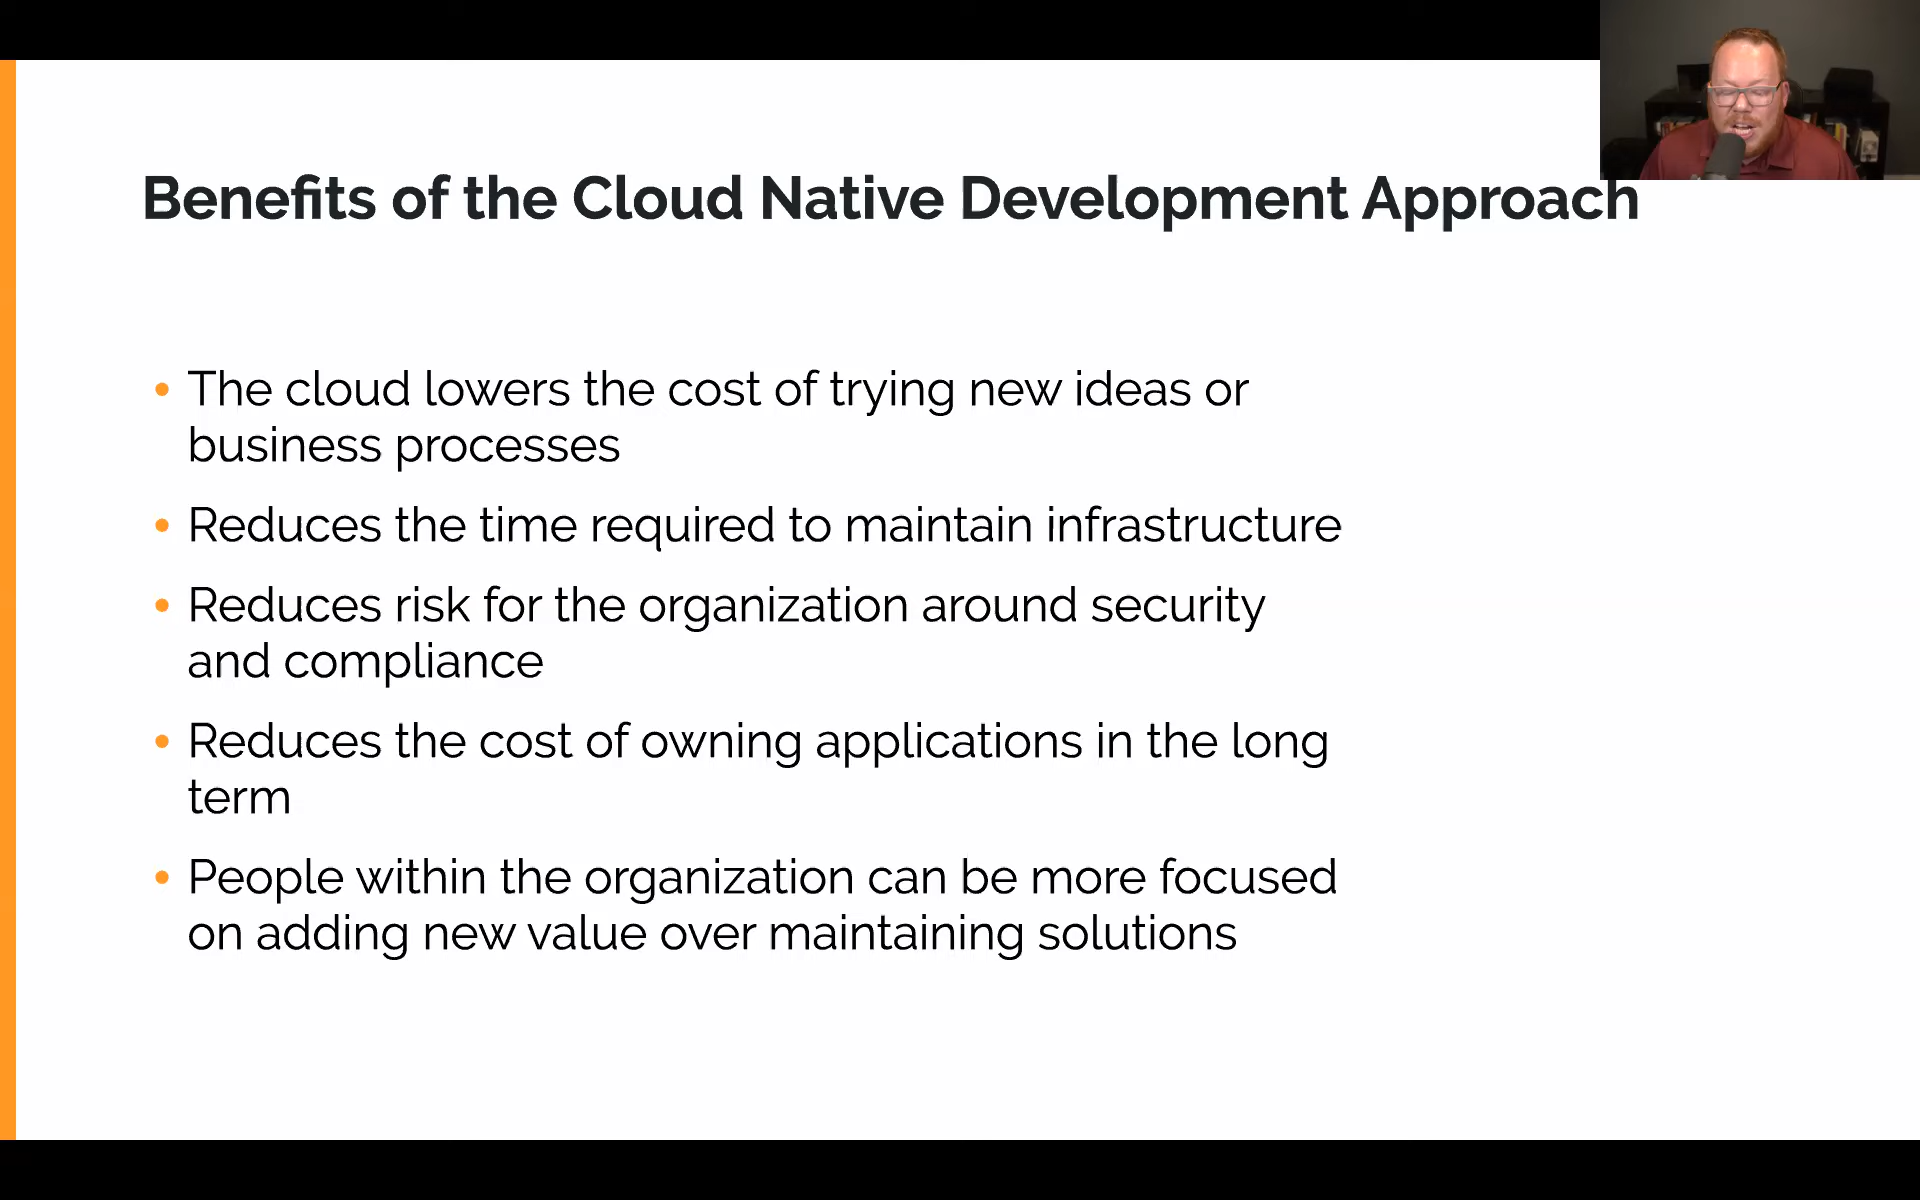 Benefits of the Cloud Native Development Approach
• The cloud lowers the cost of trying new ideas or
business processes
• Reduces the time required to maintain infrastructure
• Reduces risk for the organization around security
and compliance
• Reduces the cost of owning applications in the long
term
• People within the organization can be more focused
on adding new value over maintaining solutions